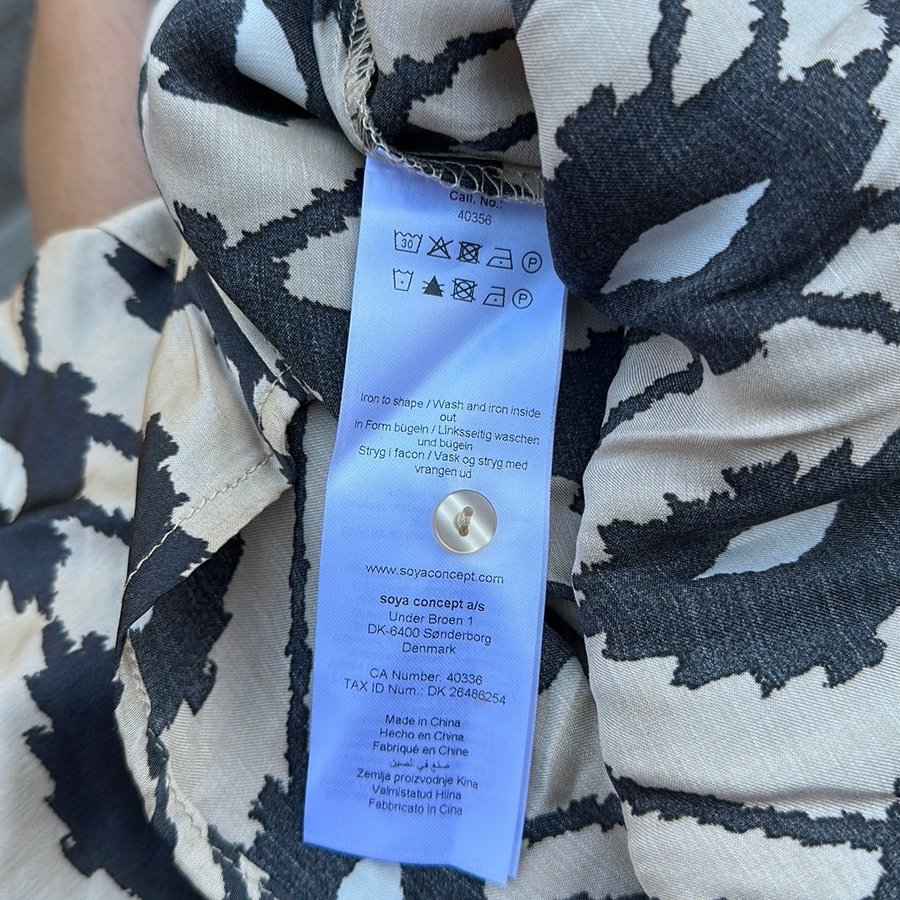 Call. No.:
40356
30 P
P
Iron to shape / Wash and iron inside
out
in Form bügeln / Linksseitig waschen
und bügeln
Stryg i facon / Vask og stryg med
vrangen ud
www.soyaconcept.com
soya concept a/s
Under Broen 1
DK-6400 Sønderborg
Denmark
CA Number: 40336
TAX ID Num.: DK 26486254
Made in China
Hecho en China
Fabriqué en Chine
صنع في الصين
Zemlja proizvodnje Kina
Valmistatud Hiina
Fabbricato in Cina